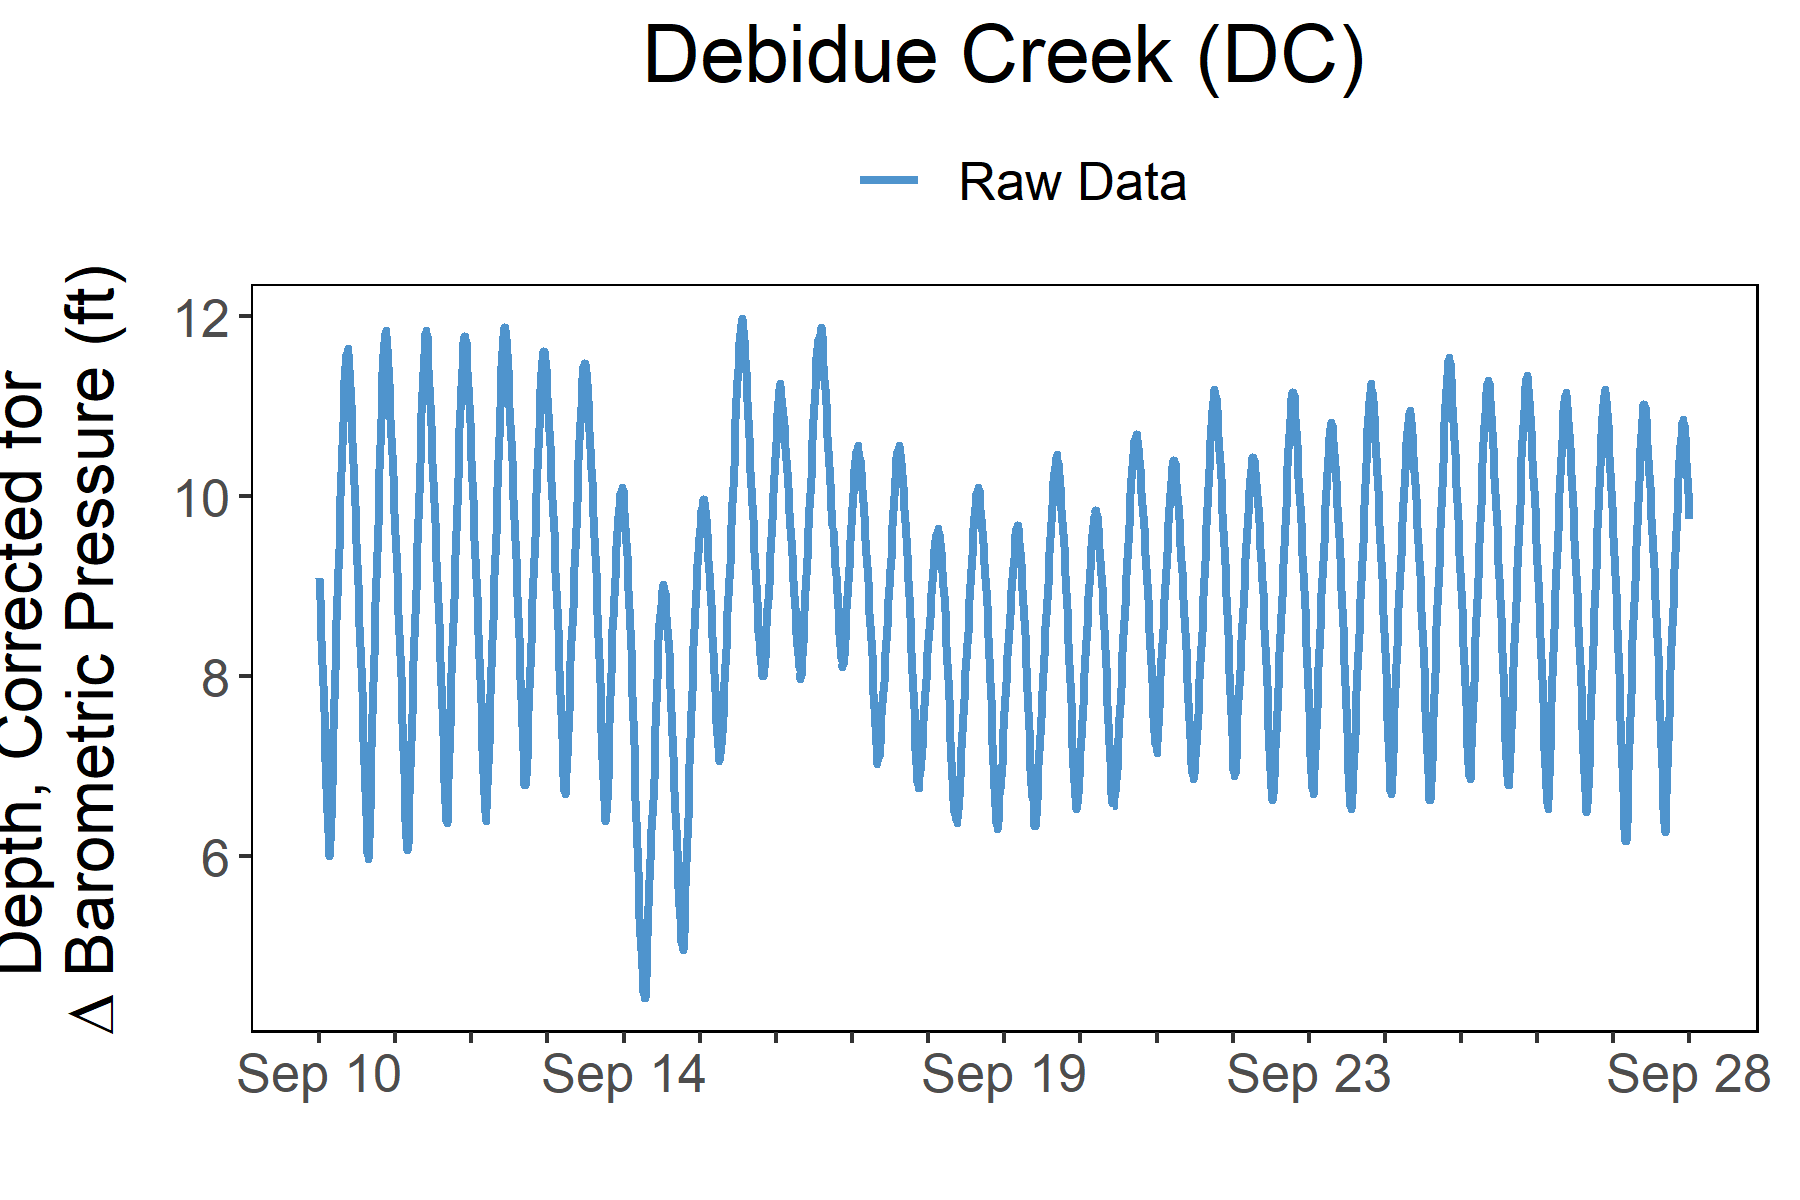 Debidue Creek (DC)
Raw Data
Depth, Corrected for
Δ Barometric Pressure (ft)
12
10
8
6
Sep 10
Sep 14
Sep 19
Sep 23
Sep 28